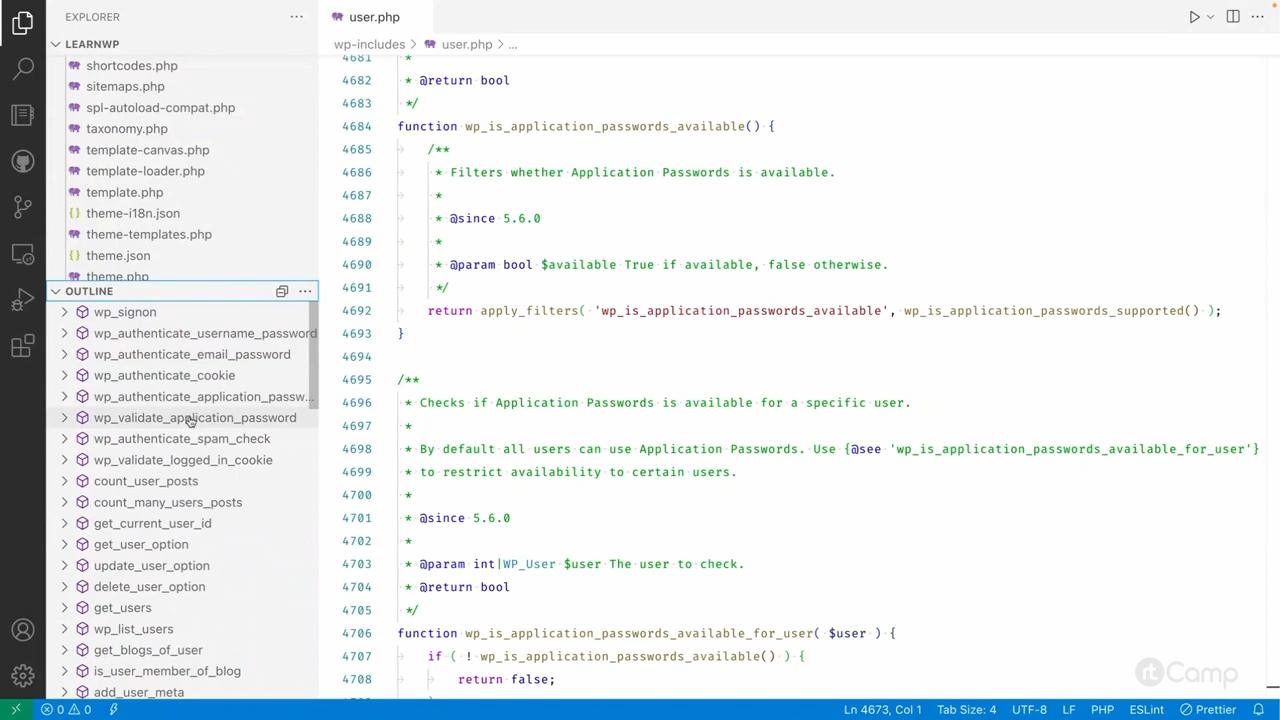 EXPLORER
LEARNWP
shortcodes.php
sitemaps.php
spl-autoload-compat.php
taxonomy.php
template-canvas.php
template-loader.php
template.php
theme-i18n.json
theme-templates.php
theme.json
theme.php
OUTLINE
wp_signon
wp_authenticate_username_password
wp_authenticate_email_password
wp_authenticate_cookie
wp_authenticate_application_passw...
wp_validate_application_password
wp_authenticate_spam_check
wp_validate_logged_in_cookie
count_user_posts
count_many_users_posts
get_current_user_id
get_user_option
update_user_option
delete_user_option
get_users
wp_list_users
get_blogs_of_user
is_user_member_of_blog
add_user_meta
user.php
wp-includes > user.php > ...
4681 *
4682 * @return bool
4683 */
4684 function wp_is_application_passwords_available() {
4685 /**
4686 * Filters whether Application Passwords is available.
4687 *
4688 * @since 5.6.0
4689 *
4690 * @param bool $available True if available, false otherwise.
4691 */
4692 return apply_filters( 'wp_is_application_passwords_available', wp_is_application_passwords_supported() );
4693 }
4694
4695 /**
4696 * Checks if Application Passwords is available for a specific user.
4697 *
4698 * By default all users can use Application Passwords. Use {@see 'wp_is_application_passwords_available_for_user'}
4699 * to restrict availability to certain users.
4700 *
4701 * @since 5.6.0
4702 *
4703 * @param int|WP_User $user The user to check.
4704 * @return bool
4705 */
4706 function wp_is_application_passwords_available_for_user( $user ) {
4707 if ( ! wp_is_application_passwords_available() ) {
4708 return false;
rtCamp
0 0 Ln 4673, Col 1 Tab Size: 4 UTF-8 LF PHP ESLint Prettier